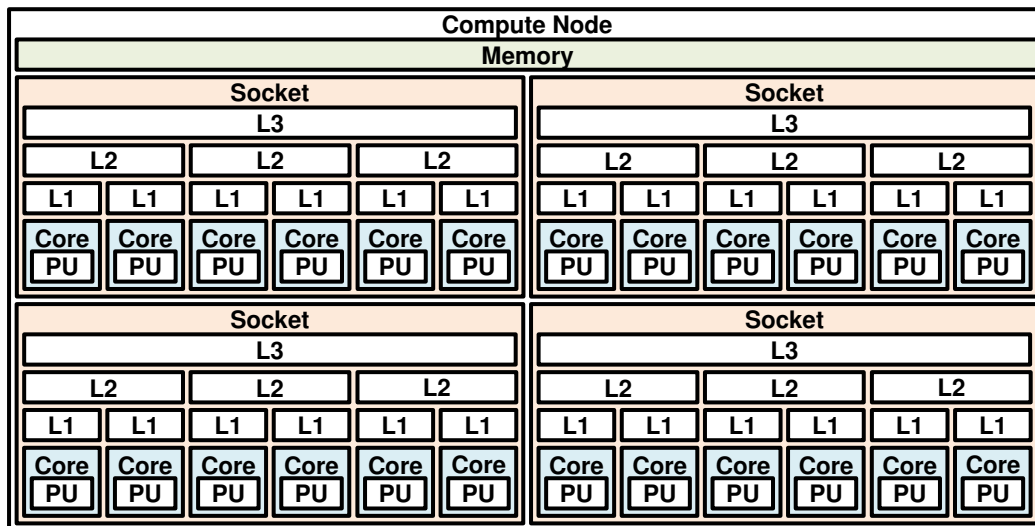 Compute Node
Memory
Socket
L3
L2 L2 L2
L1 L1 L1 L1 L1 L1
Core Core Core Core Core Core
PU PU PU PU PU PU
Socket
L3
L2 L2 L2
L1 L1 L1 L1 L1 L1
Core Core Core Core Core Core
PU PU PU PU PU PU
Socket
L3
L2 L2 L2
L1 L1 L1 L1 L1 L1
Core Core Core Core Core Core
PU PU PU PU PU PU
Socket
L3
L2 L2 L2
L1 L1 L1 L1 L1 L1
Core Core Core Core Core Core
PU PU PU PU PU PU